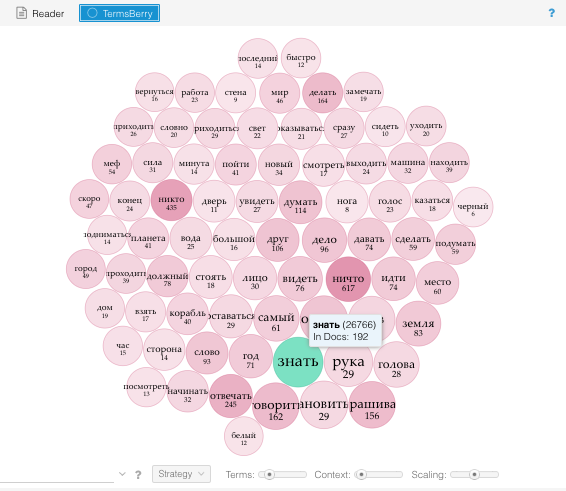 Reader
TermsBerry
?
последний
14
быстро
12
вернуться
16
работа
23
стена
9
мир
46
делать
164
замечать
19
приходить
26
словно
20
риходитьс
29
свет
22
оказыватьс
21
сразу
27
сидеть
10
уходить
20
меф
54
сила
31
минута
14
пойти
41
новый
34
смотреть
17
выходить
24
машина
32
находить
39
скоро
47
конец
24
никто
435
дверь
11
увидеть
27
думать
114
нога
8
голос
23
казаться
18
черный
6
подниматьс
14
планета
41
вода
25
большой
16
друг
106
дело
96
давать
74
сделать
59
подумать
59
город
49
проходить
39
должный
78
стоять
18
лицо
30
видеть
76
ничто
617
идти
74
место
60
дом
19
взять
17
корабль
40
оставатьс
29
самый
61
знать (26766)
In Docs: 192
земля
83
час
15
сторона
14
слово
93
год
71
знать
рука
29
голова
28
посмотреть
13
начинать
32
отвечать
245
оворит
162
ановить
29
рашива
156
белый
12
?
Strategy
Terms:
Context:
Scaling: